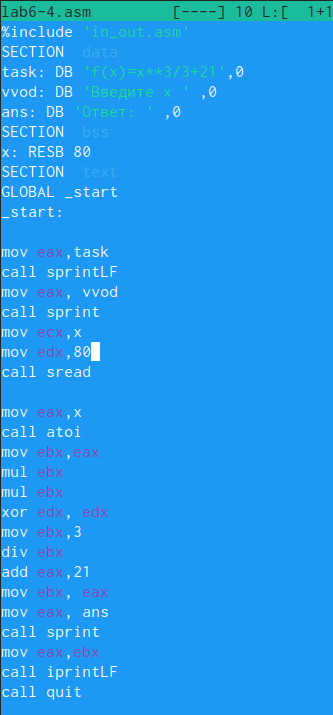 lab6-4.asm [----] 10 L:[ 1+1
%include 'in_out.asm'
SECTION .data
task: DB 'f(x)=x**3/3+21',0
vvod: DB 'Введите x ' ,0
ans: DB 'Ответ: ' ,0
SECTION .bss
x: RESB 80
SECTION .text
GLOBAL _start
_start:
mov eax,task
call sprintLF
mov eax, vvod
call sprint
mov ecx,x
mov edx,80
call sread
mov eax,x
call atoi
mov ebx,eax
mul ebx
mul ebx
xor edx, edx
mov ebx,3
div ebx
add eax,21
mov ebx, eax
mov eax, ans
call sprint
mov eax,ebx
call iprintLF
call quit